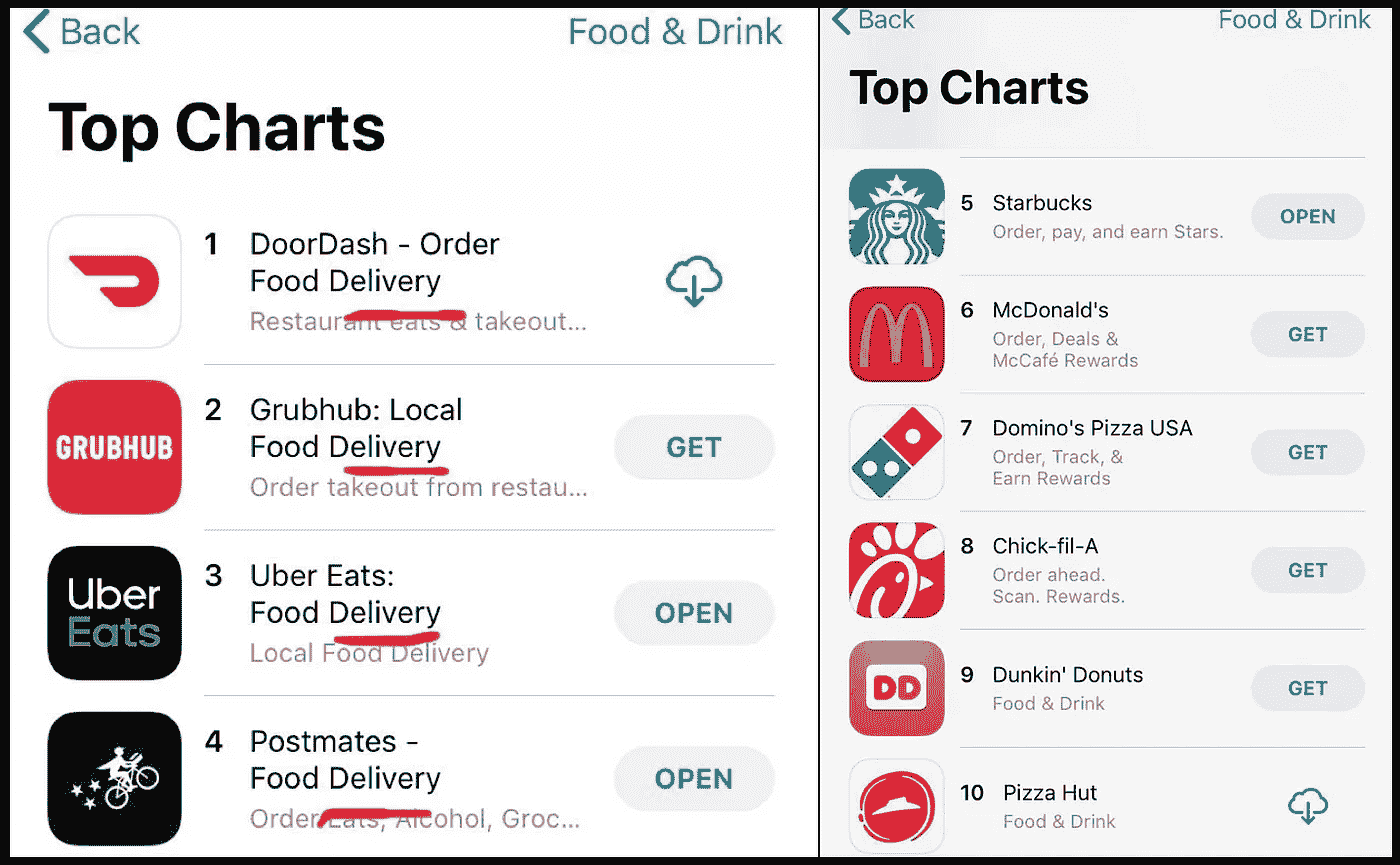 Back
Food & Drink
Top Charts
1
DoorDash - Order
Food Delivery
Restaurant eats & takeout...
GRUBHUB
2
Grubhub: Local
Food Delivery
Order takeout from restau...
GET
Uber
Eats
3
Uber Eats:
Food Delivery
Local Food Delivery
OPEN
4
Postmates -
Food Delivery
Order Eats, Alcohol, Groc...
OPEN
Back
Food & Drink
Top Charts
5
Starbucks
Order, pay, and earn Stars.
OPEN
6
McDonald's
Order, Deals &
McCafé Rewards
GET
7
Domino's Pizza USA
Order, Track, &
Earn Rewards
GET
8
Chick-fil-A
Order ahead.
Scan. Rewards.
GET
DD
9
Dunkin' Donuts
Food & Drink
GET
10
Pizza Hut
Food & Drink